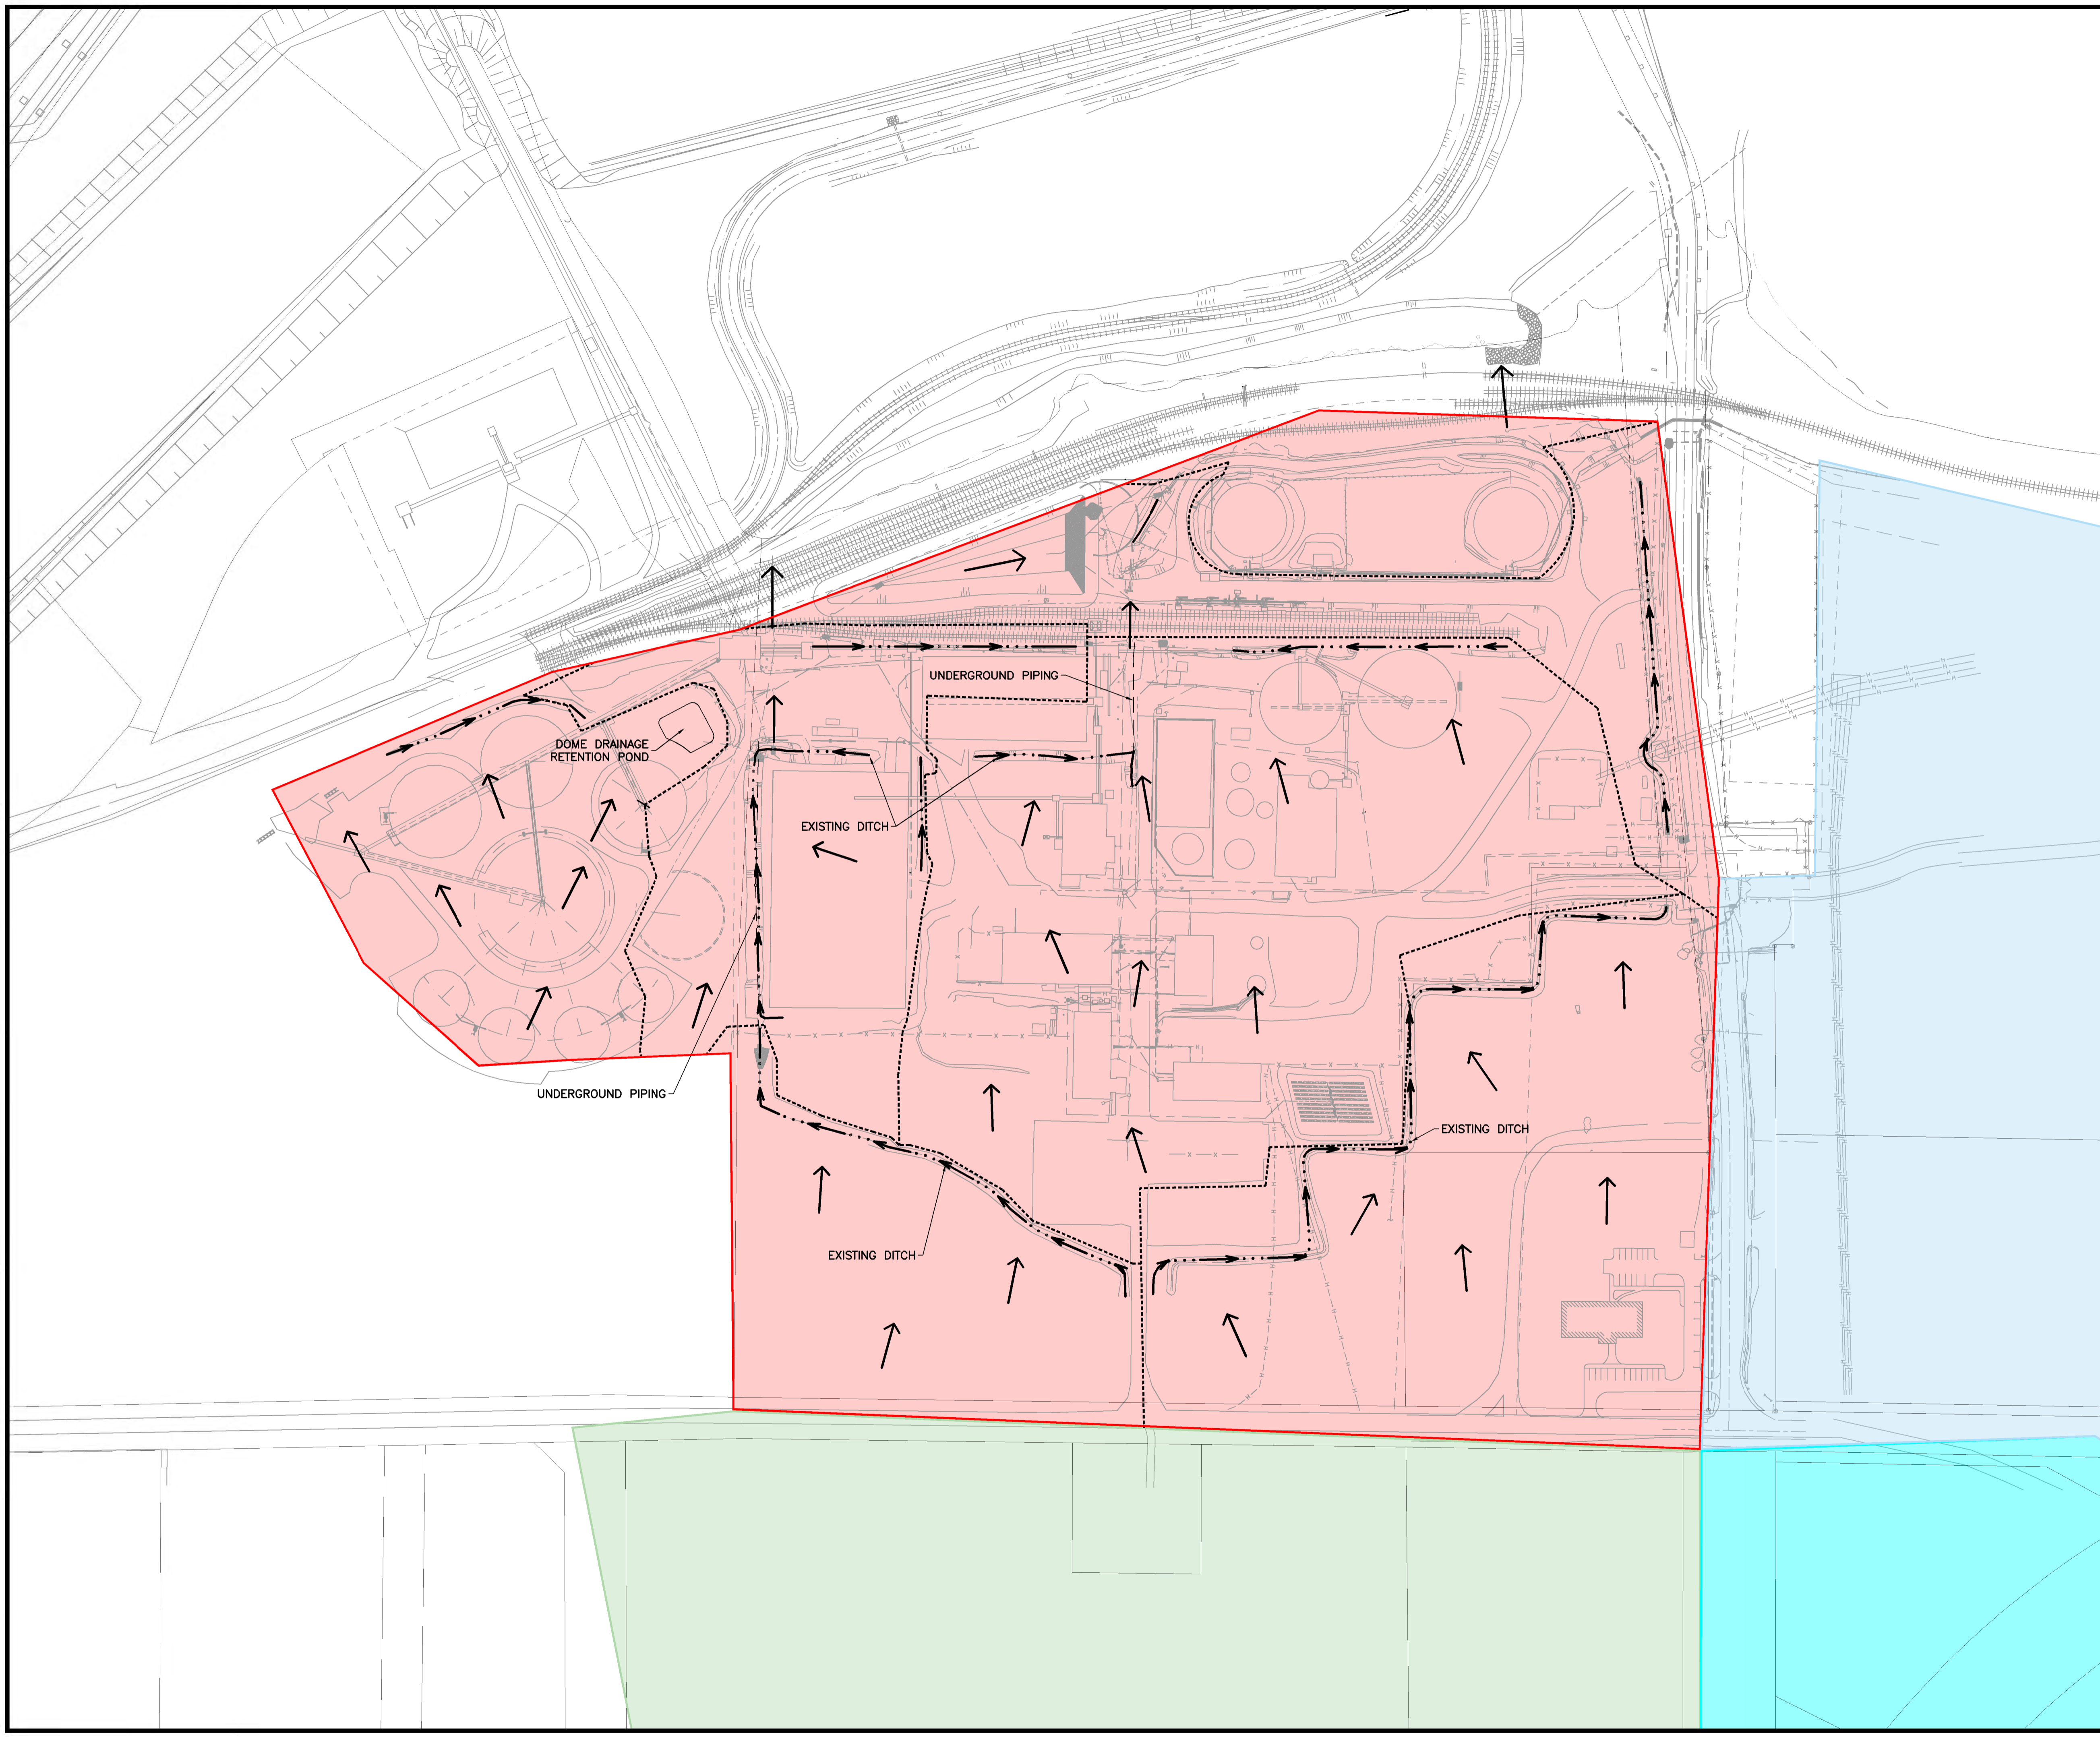 UNDERGROUND PIPING
DOME DRAINAGE
RETENTION POND
EXISTING DITCH
UNDERGROUND PIPING
EXISTING DITCH
EXISTING DITCH